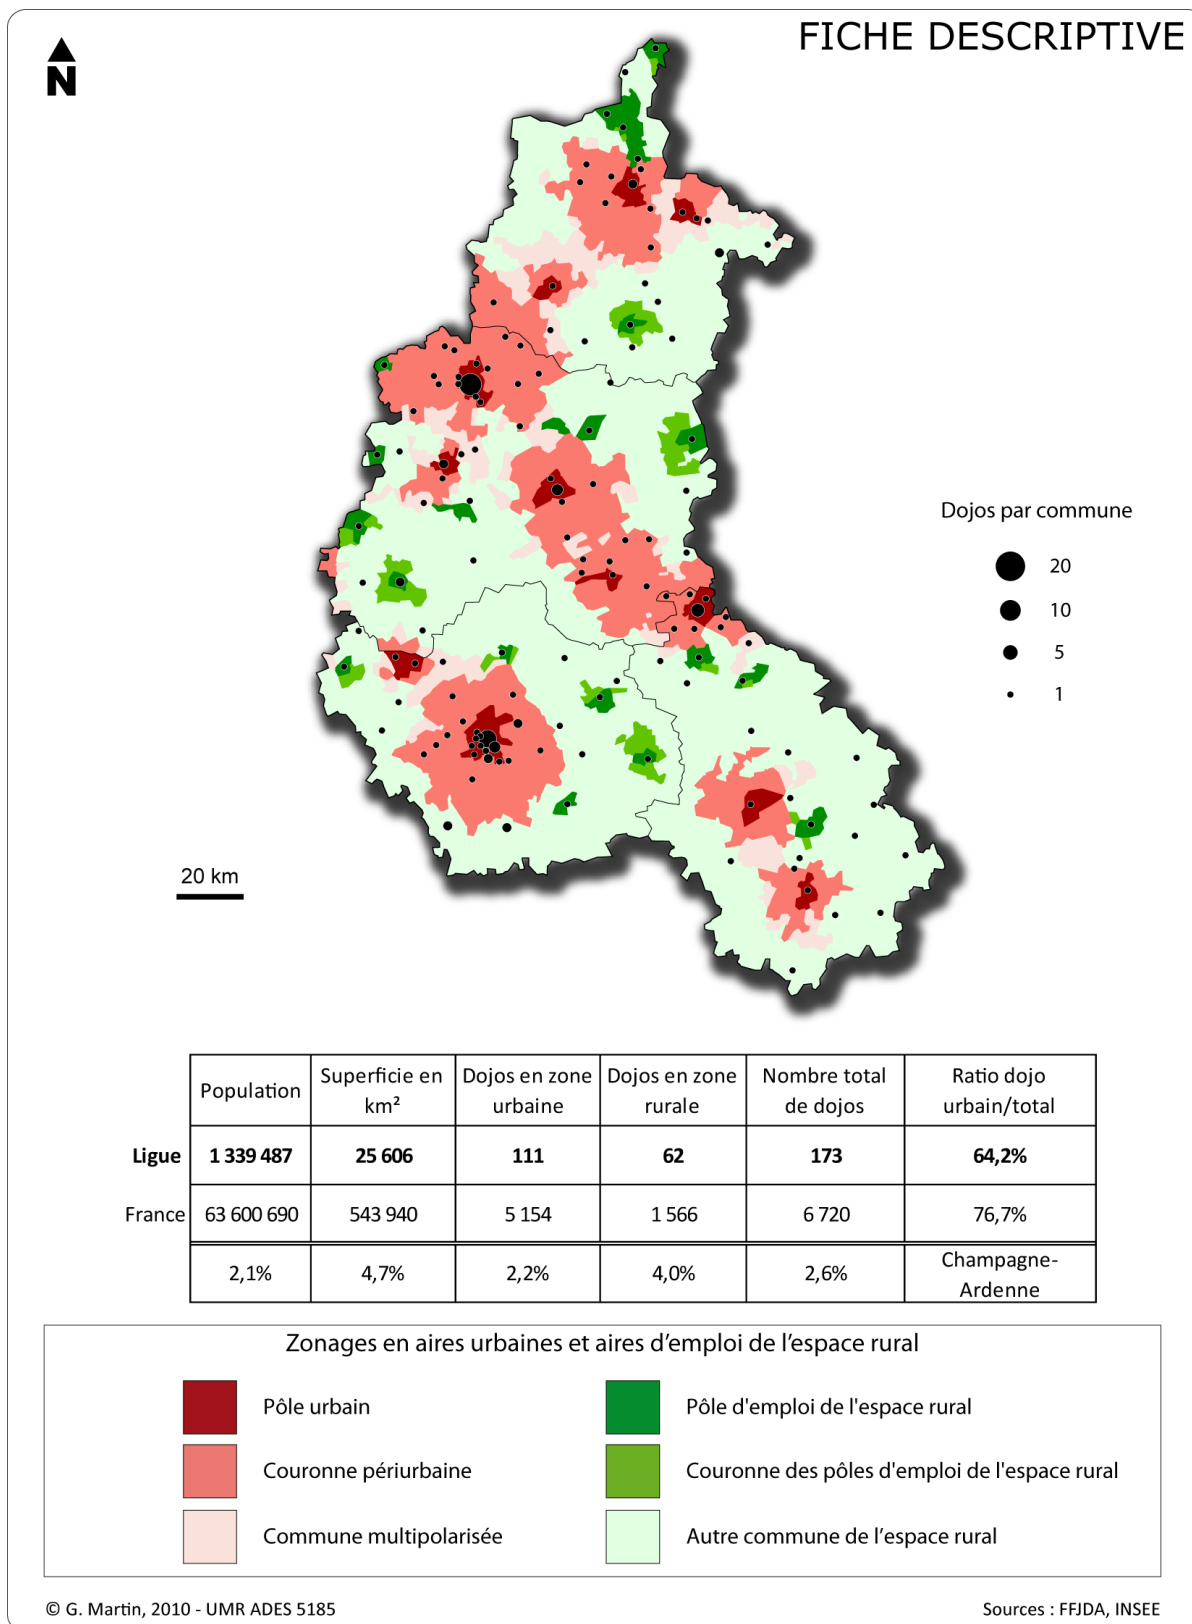 FICHE DESCRIPTIVE
N
Dojos par commune
20
10
5
1
20 km
Population
Superficie en
km²
Dojos en zone
urbaine
Dojos en zone
rurale
Nombre total
de dojos
Ratio dojo
urbain/total
Ligue
1 339 487
25 606
111
62
173
64,2%
France
63 600 690
543 940
5 154
1 566
6 720
76,7%
2,1%
4,7%
2,2%
4,0%
2,6%
Champagne-
Ardenne
Zonages en aires urbaines et aires d'emploi de l'espace rural
Pôle urbain
Couronne périurbaine
Commune multipolarisée
Pôle d'emploi de l'espace rural
Couronne des pôles d'emploi de l'espace rural
Autre commune de l'espace rural
© G. Martin, 2010 - UMR ADES 5185
Sources : FFJDA, INSEE